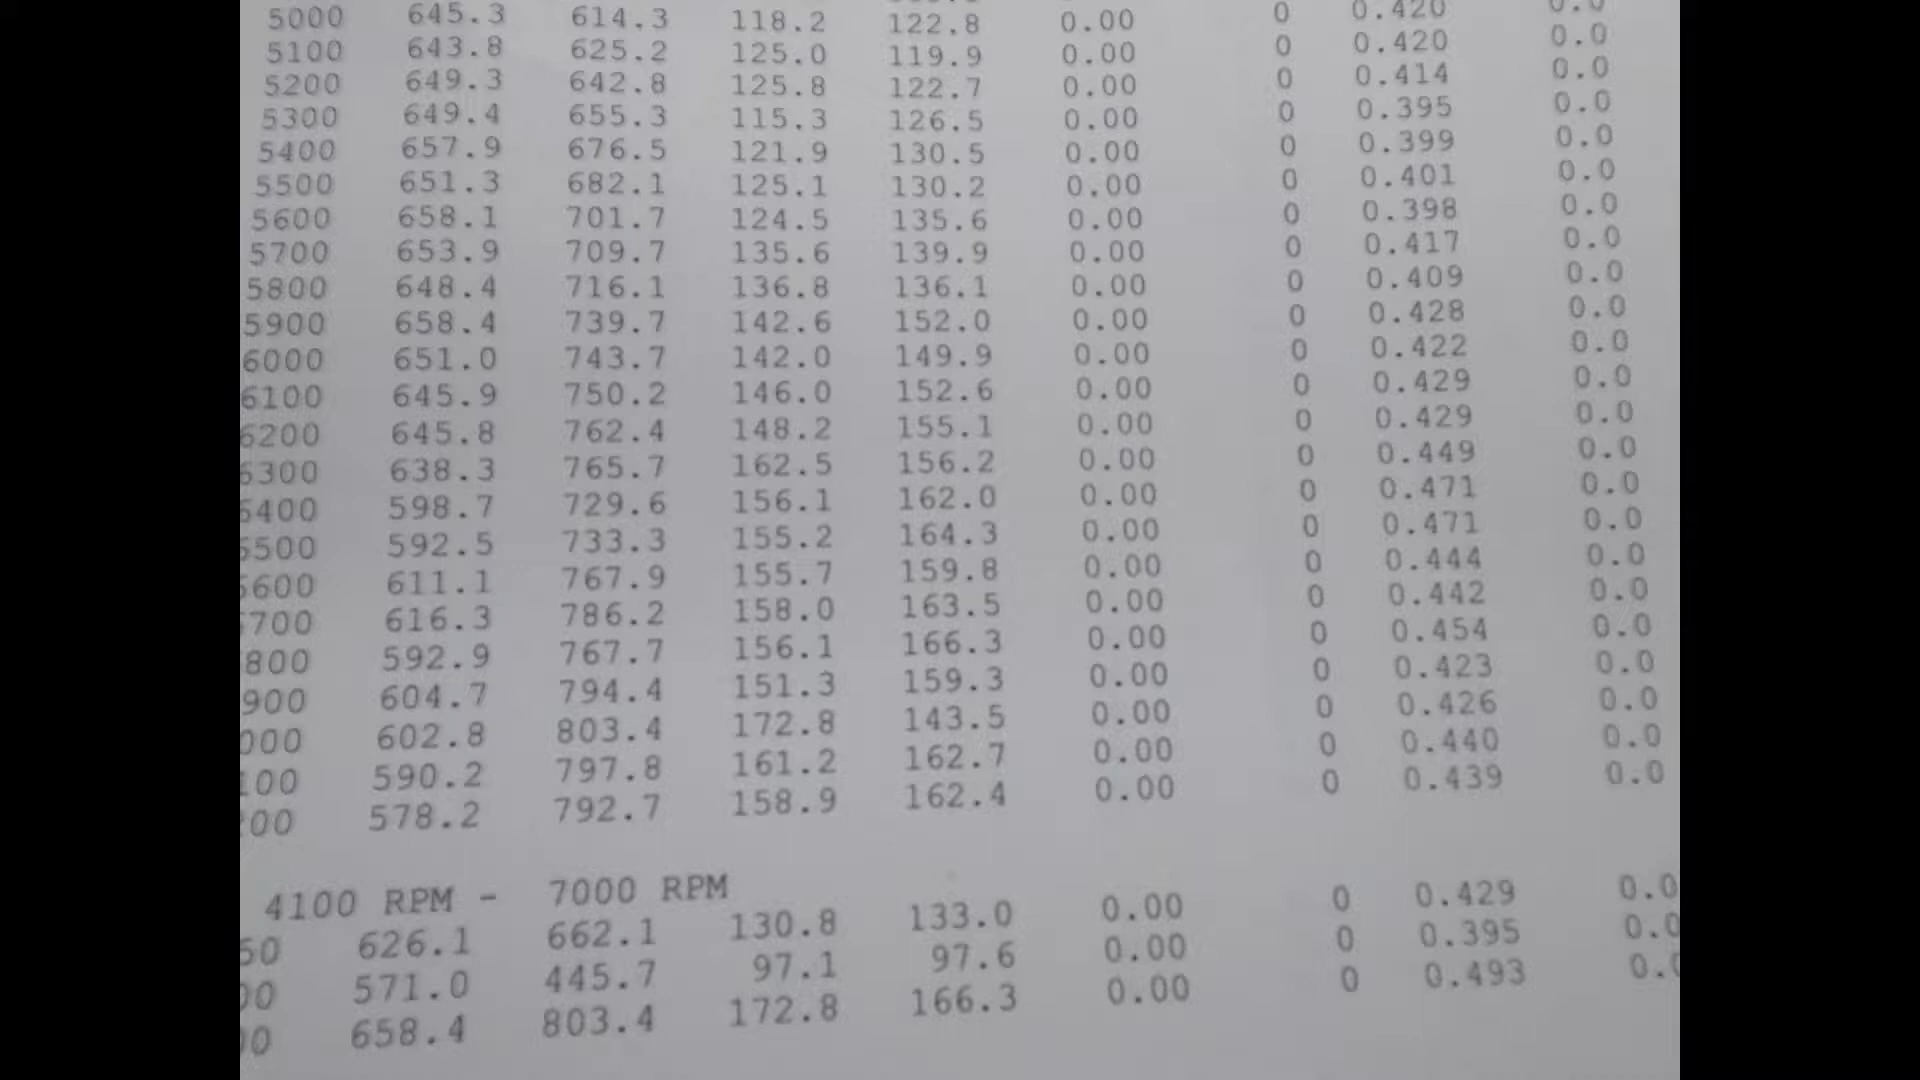 5000 645.3 614.3 118.2 122.8 0.00 0 0.420 0.0
5100 643.8 625.2 125.0 119.9 0.00 0 0.420 0.0
5200 649.3 642.8 125.8 122.7 0.00 0 0.414 0.0
5300 649.4 655.3 115.3 126.5 0.00 0 0.395 0.0
5400 657.9 676.5 121.9 130.5 0.00 0 0.399 0.0
5500 651.3 682.1 125.1 130.2 0.00 0 0.401 0.0
5600 658.1 701.7 124.5 135.6 0.00 0 0.398 0.0
5700 653.9 709.7 135.6 139.9 0.00 0 0.417 0.0
5800 648.4 716.1 136.8 136.1 0.00 0 0.409 0.0
5900 658.4 739.7 142.6 152.0 0.00 0 0.428 0.0
6000 651.0 743.7 142.0 149.9 0.00 0 0.422 0.0
6100 645.9 750.2 146.0 152.6 0.00 0 0.429 0.0
6200 645.8 762.4 148.2 155.1 0.00 0 0.429 0.0
6300 638.3 765.7 162.5 156.2 0.00 0 0.449 0.0
6400 598.7 729.6 156.1 162.0 0.00 0 0.471 0.0
6500 592.5 733.3 155.2 164.3 0.00 0 0.471 0.0
6600 611.1 767.9 155.7 159.8 0.00 0 0.444 0.0
700 616.3 786.2 158.0 163.5 0.00 0 0.442 0.0
800 592.9 767.7 156.1 166.3 0.00 0 0.454 0.0
900 604.7 794.4 151.3 159.3 0.00 0 0.423 0.0
000 602.8 803.4 172.8 143.5 0.00 0 0.426 0.0
100 590.2 797.8 161.2 162.7 0.00 0 0.440 0.0
00 578.2 792.7 158.9 162.4 0.00 0 0.439 0.0
4100 RPM - 7000 RPM
50 626.1 662.1 130.8 133.0 0.00 0 0.429 0.0
00 571.0 445.7 97.1 97.6 0.00 0 0.395 0.0
00 658.4 803.4 172.8 166.3 0.00 0 0.493 0.0